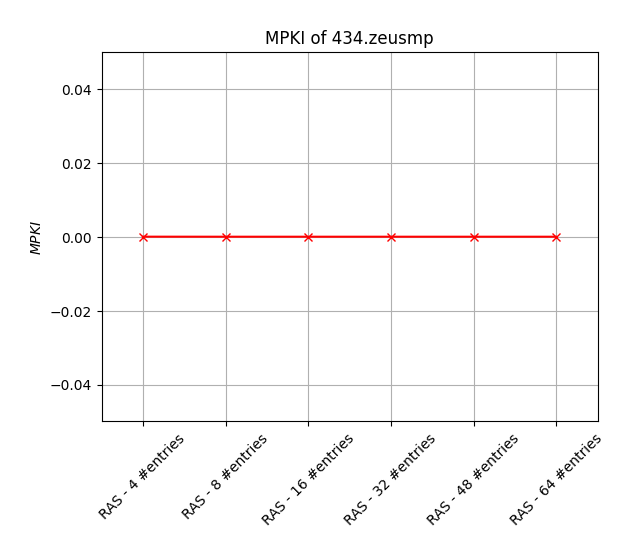 MPKI of 434.zeusmp
0.04
0.02
0.00
−0.02
−0.04
MPKI
RAS - 4 #entries
RAS - 8 #entries
RAS - 16 #entries
RAS - 32 #entries
RAS - 48 #entries
RAS - 64 #entries